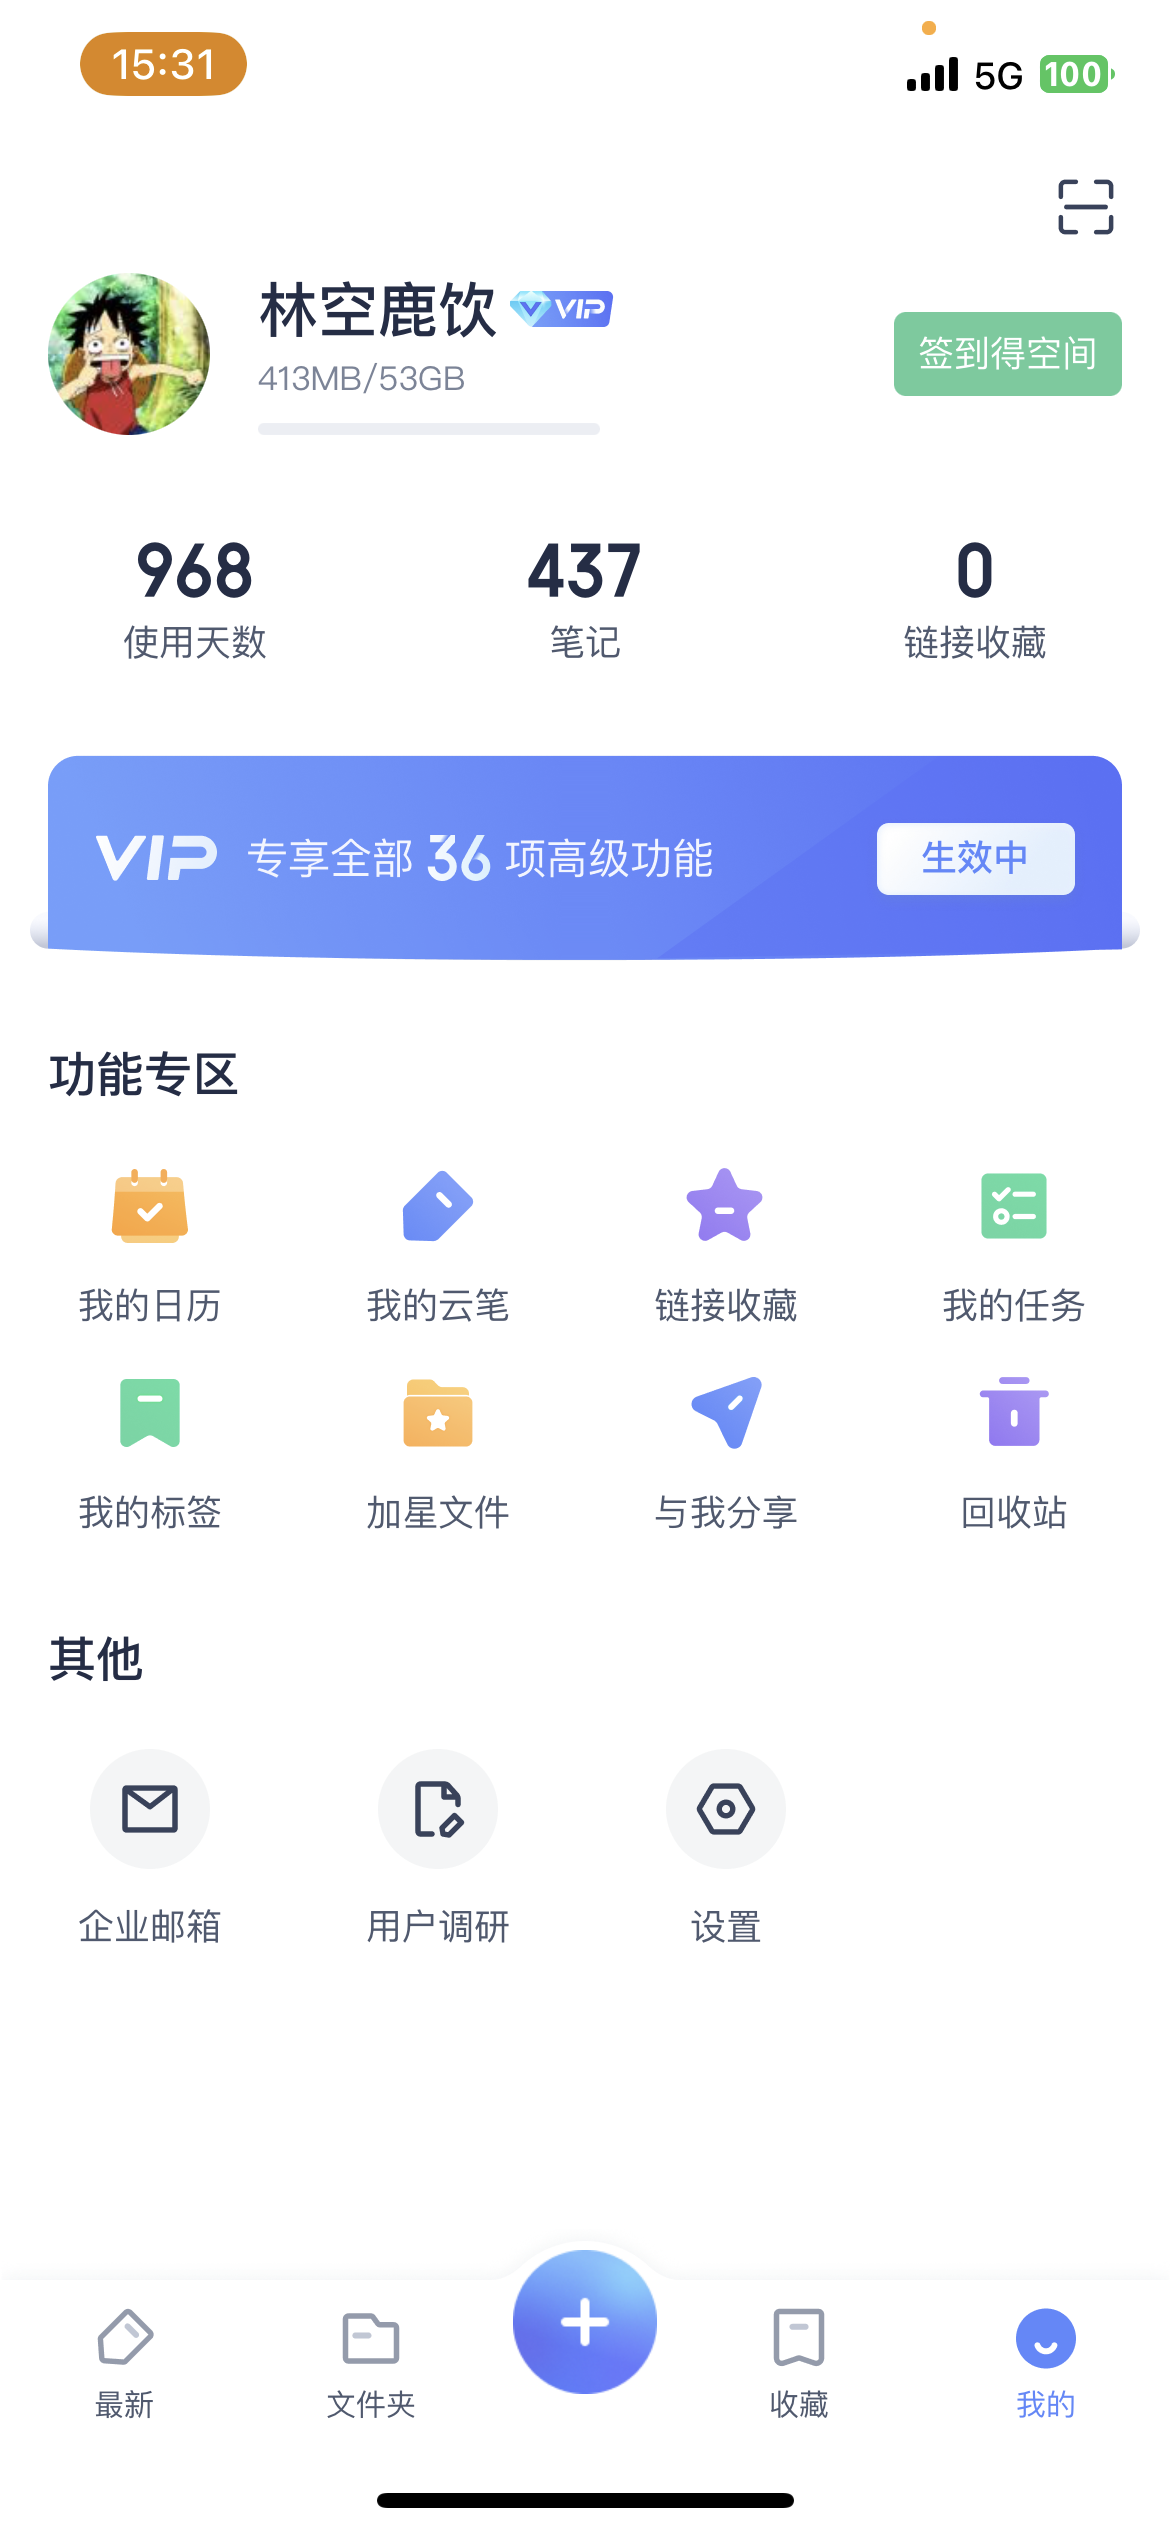 15:31
5G 100
林空鹿饮 VIP
413MB/53GB
签到得空间
968 437 0
使用天数 笔记 链接收藏
VIP 专享全部 36 项高级功能 生效中
功能专区
我的日历 我的云笔 链接收藏 我的任务
我的标签 加星文件 与我分享 回收站
其他
企业邮箱 用户调研 设置
最新 文件夹 收藏 我的